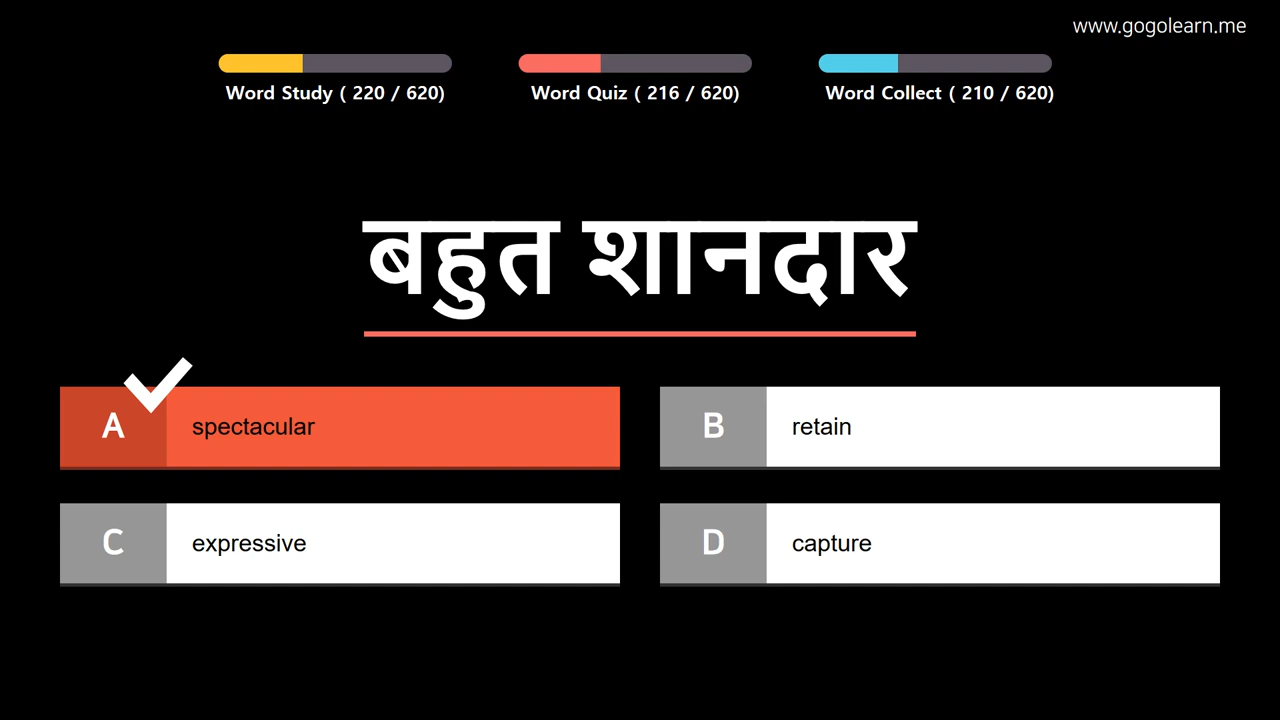 www.gogolearn.me
Word Study ( 220 / 620)
Word Quiz ( 216 / 620)
Word Collect ( 210 / 620)
बहुत शानदार
A spectacular
B retain
C expressive
D capture